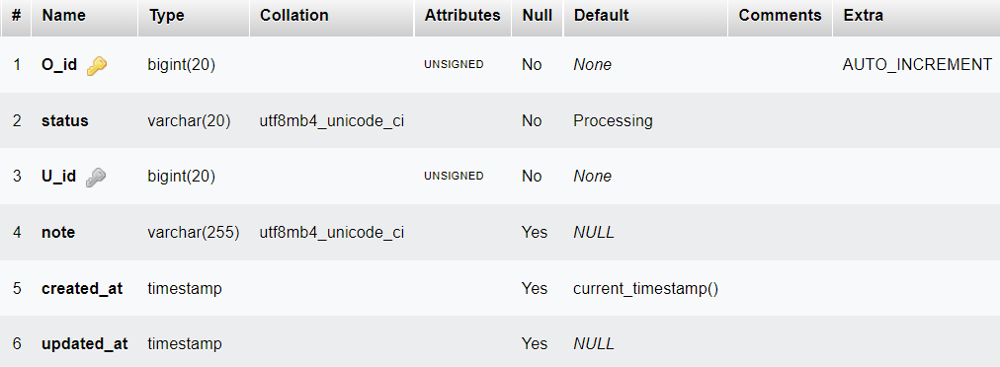 # Name Type Collation Attributes Null Default Comments Extra
1 O_id bigint(20) UNSIGNED No None AUTO_INCREMENT
2 status varchar(20) utf8mb4_unicode_ci No Processing
3 U_id bigint(20) UNSIGNED No None
4 note varchar(255) utf8mb4_unicode_ci Yes NULL
5 created_at timestamp Yes current_timestamp()
6 updated_at timestamp Yes NULL